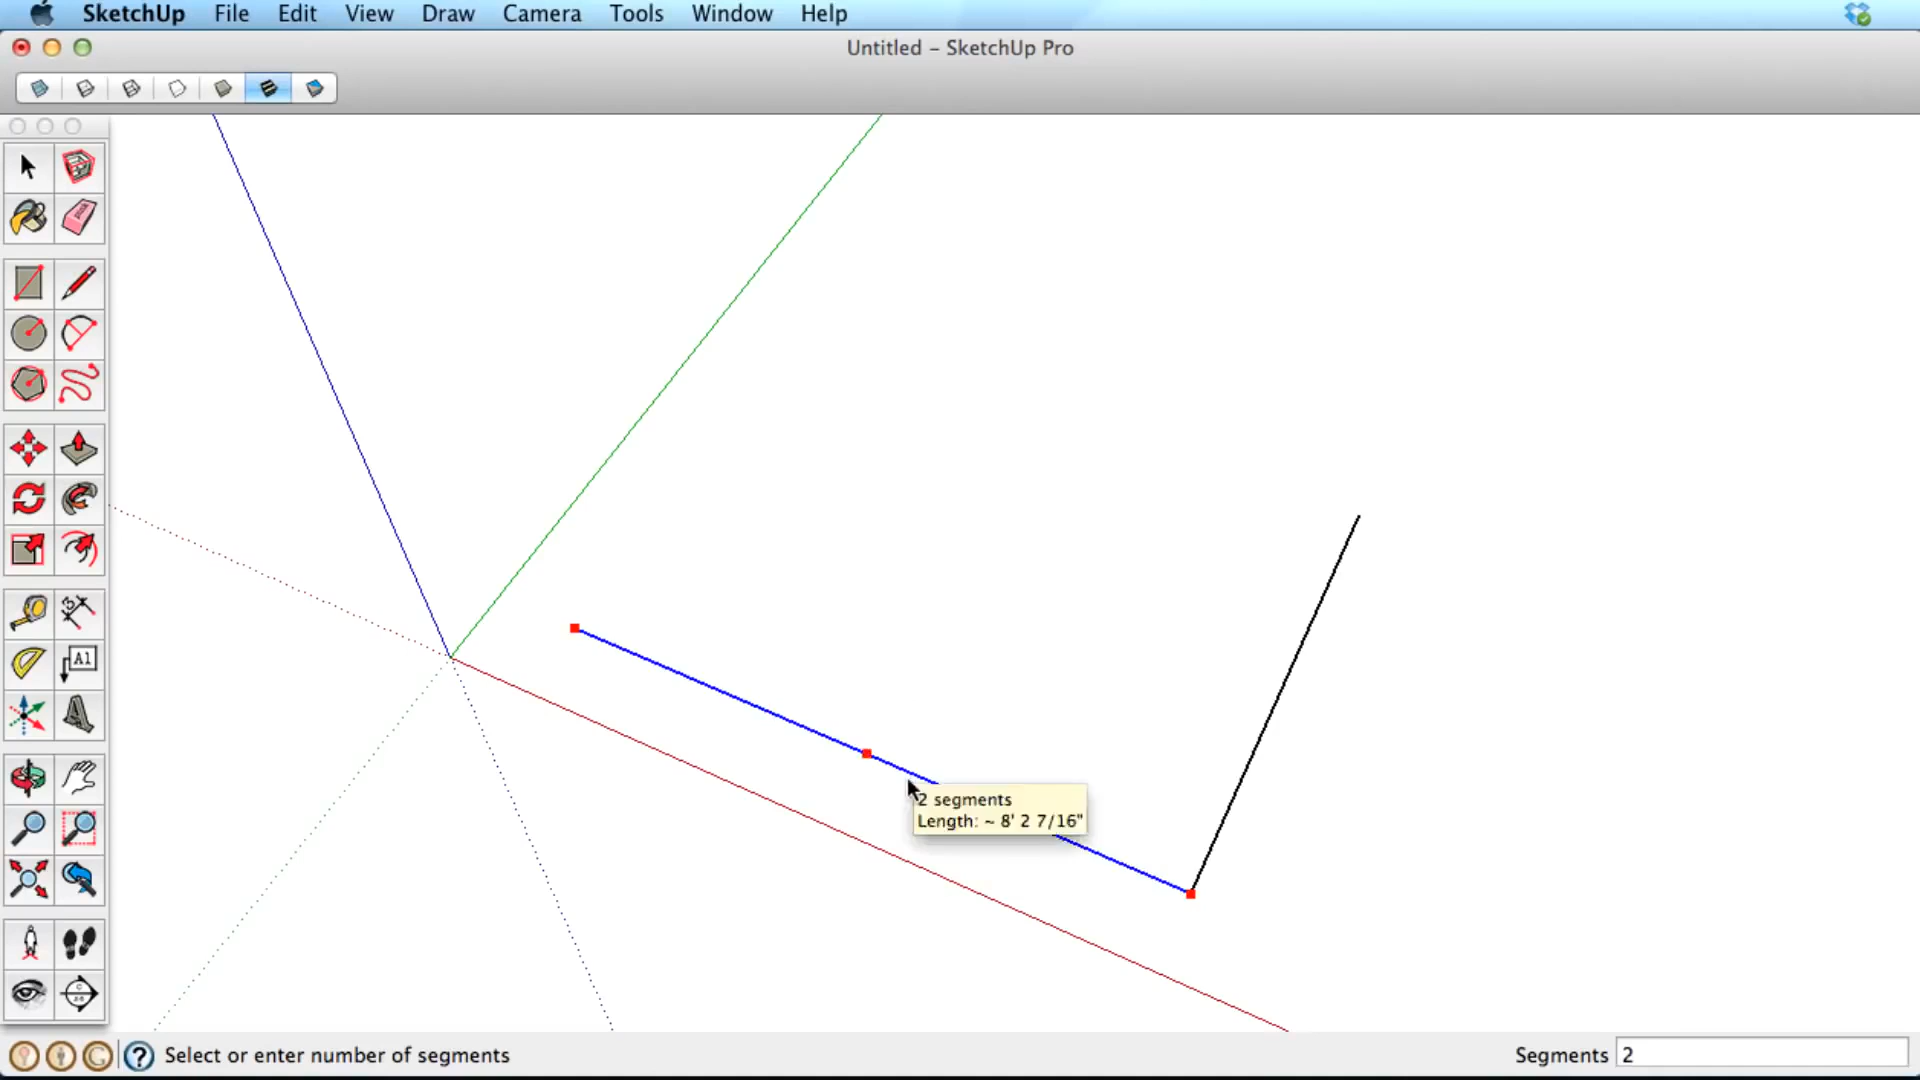 SketchUp File Edit View Draw Camera Tools Window Help
Untitled – SketchUp Pro
A1
2 segments
Length: ~ 8' 2 7/16"
Select or enter number of segments
Segments 2